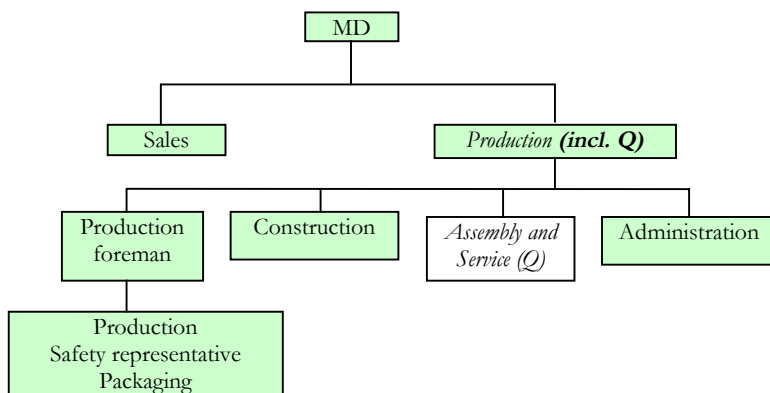 MD
Sales
Production (incl. Q)
Production
foreman
Construction
Assembly and
Service (Q)
Administration
Production
Safety representative
Packaging